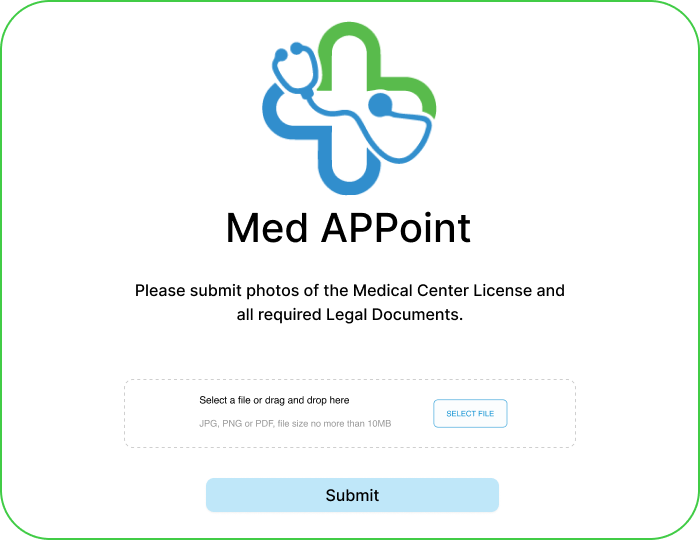 Med APPoint
Please submit photos of the Medical Center License and
all required Legal Documents.
Select a file or drag and drop here
JPG, PNG or PDF, file size no more than 10MB
SELECT FILE
Submit